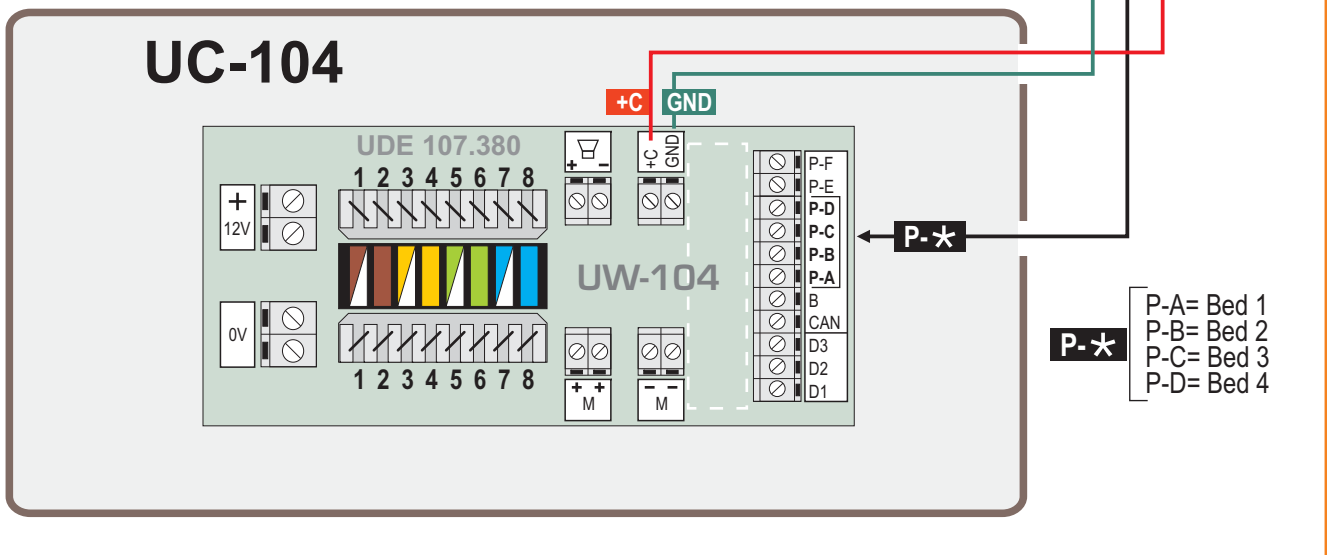 UC-104
+C GND
UDE 107.380
1 2 3 4 5 6 7 8
+ -
+C
GND
+
12V
0V
UW-104
1 2 3 4 5 6 7 8
+ +
M
- -
M
P-F
P-E
P-D
P-C
P-B
P-A
B
CAN
D3
D2
D1
P-*
P-*
P-A= Bed 1
P-B= Bed 2
P-C= Bed 3
P-D= Bed 4